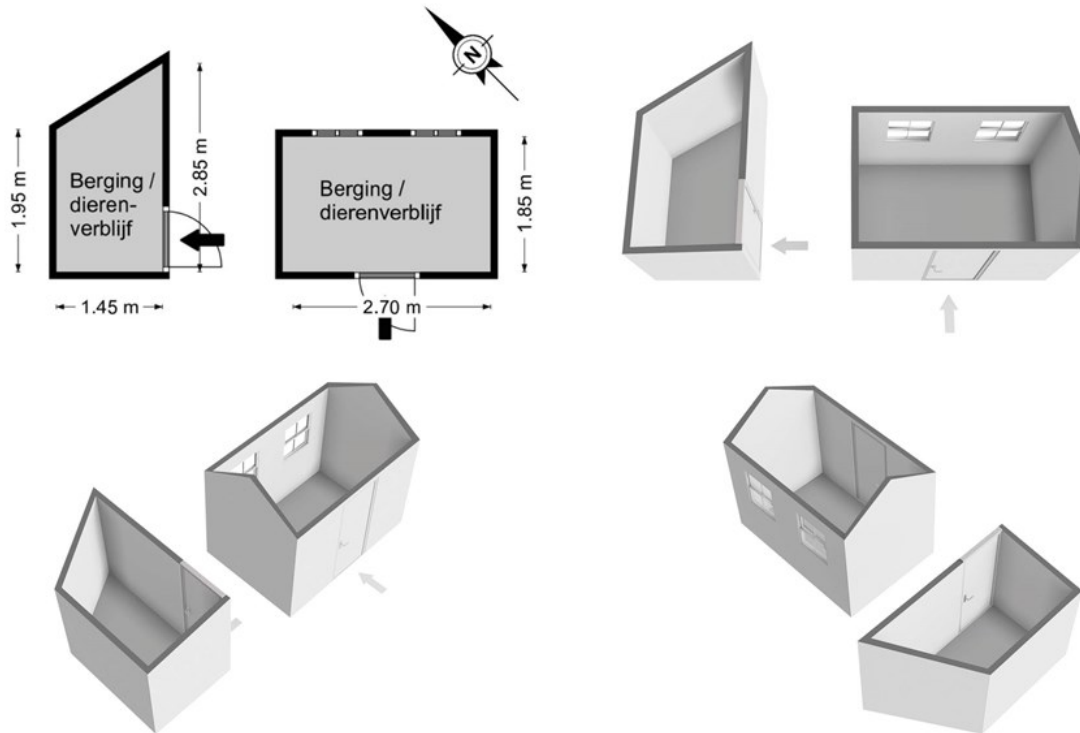 N
Berging /
dieren-
verblijf
1.95 m
2.85 m
1.45 m
Berging /
dierenverblijf
1.85 m
2.70 m